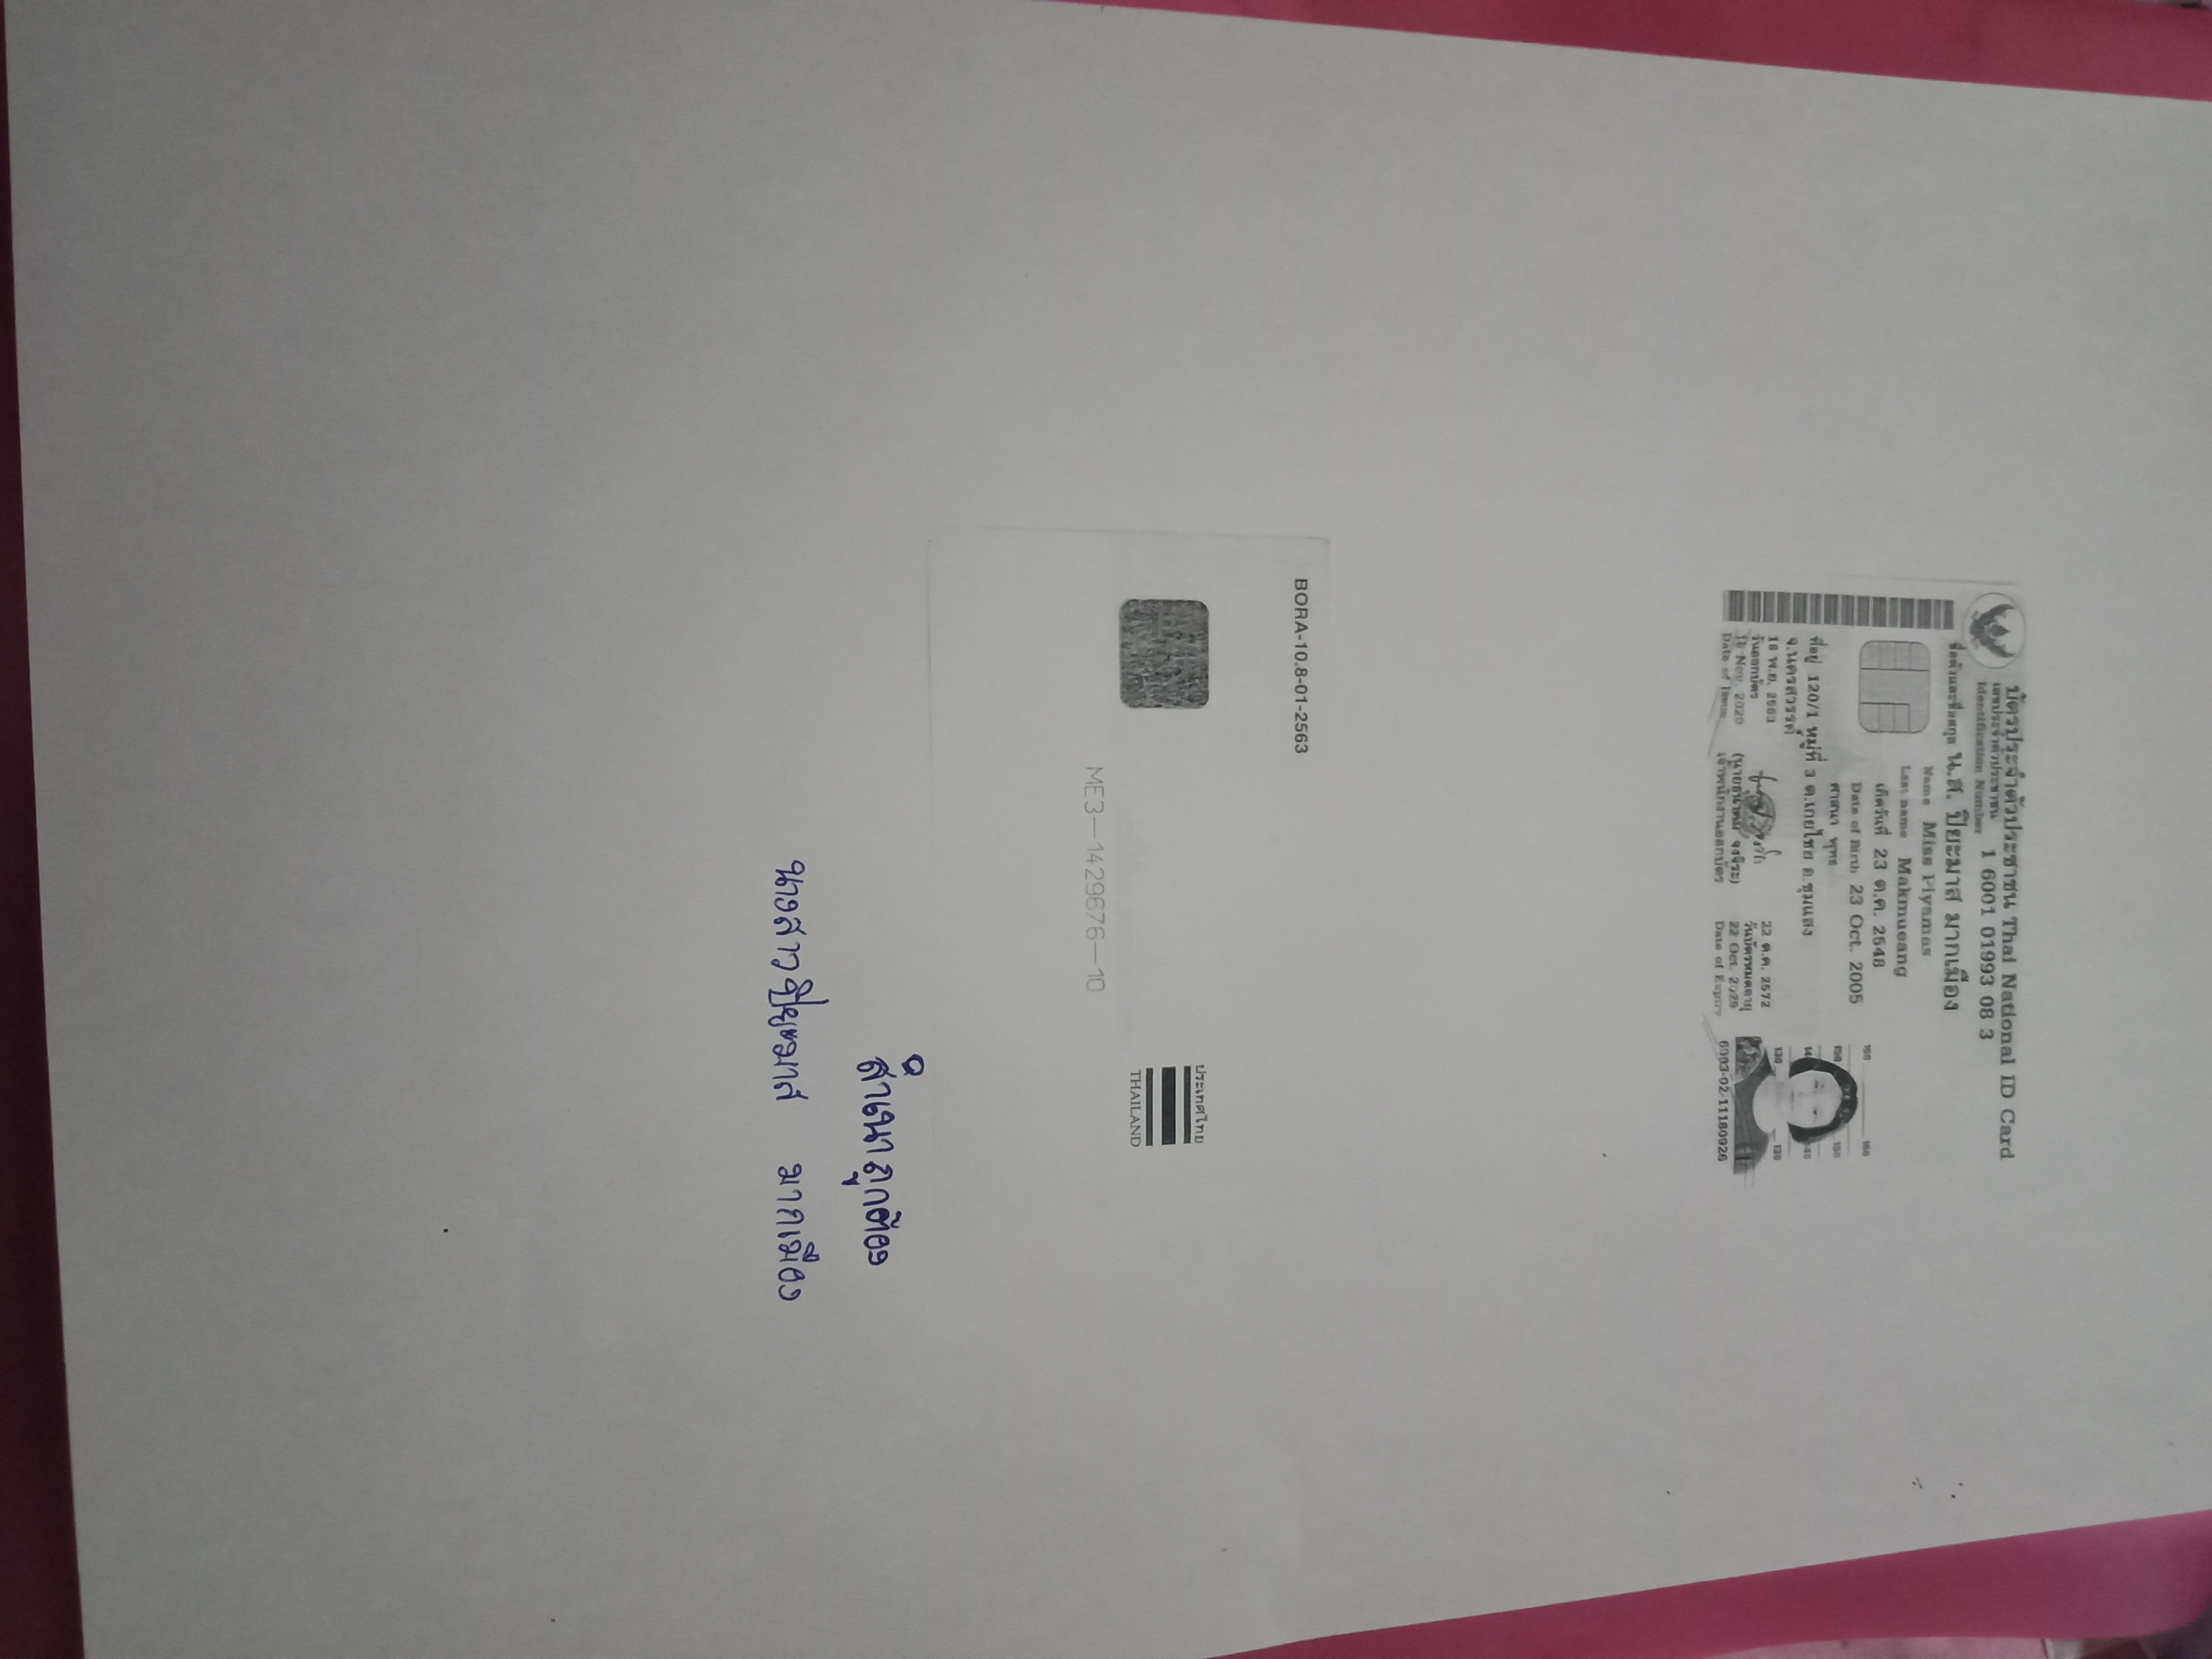 บัตรประจำตัวประชาชน Thai National ID Card
เลขประจำตัวประชาชน
Identification Number 1 6001 01993 08 3
ชื่อตัวและชื่อสกุล น.ส. ปิยะมาส มากเมือง
Name Miss Piyamas
Last name Makmueang
เกิดวันที่ 23 ต.ค. 2548
Date of Birth 23 Oct. 2005
ศาสนา พุทธ
ที่อยู่ 120/1 หมู่ที่ 3 ต.เกยไชย อ.ชุมแสง
จ.นครสวรรค์
วันออกบัตร
Nov. 2020
Date of Issue
(นายธนาคม จงจิระ)
เจ้าพนักงานออกบัตร
22 ต.ค. 2572
วันบัตรหมดอายุ
22 Oct. 2029
Date of Expiry
160 160
150 150
140
130 130
6003-02-11180926
BORA-10.8-01-2563
ประเทศไทย
THAILAND
ME3-1429676-10
สำเนาถูกต้อง
นางสาวปิยะมาส มากเมือง